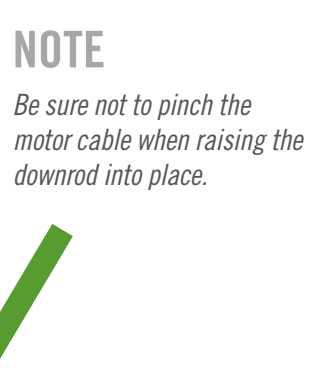 NOTE
Be sure not to pinch the
motor cable when raising the
downrod into place.